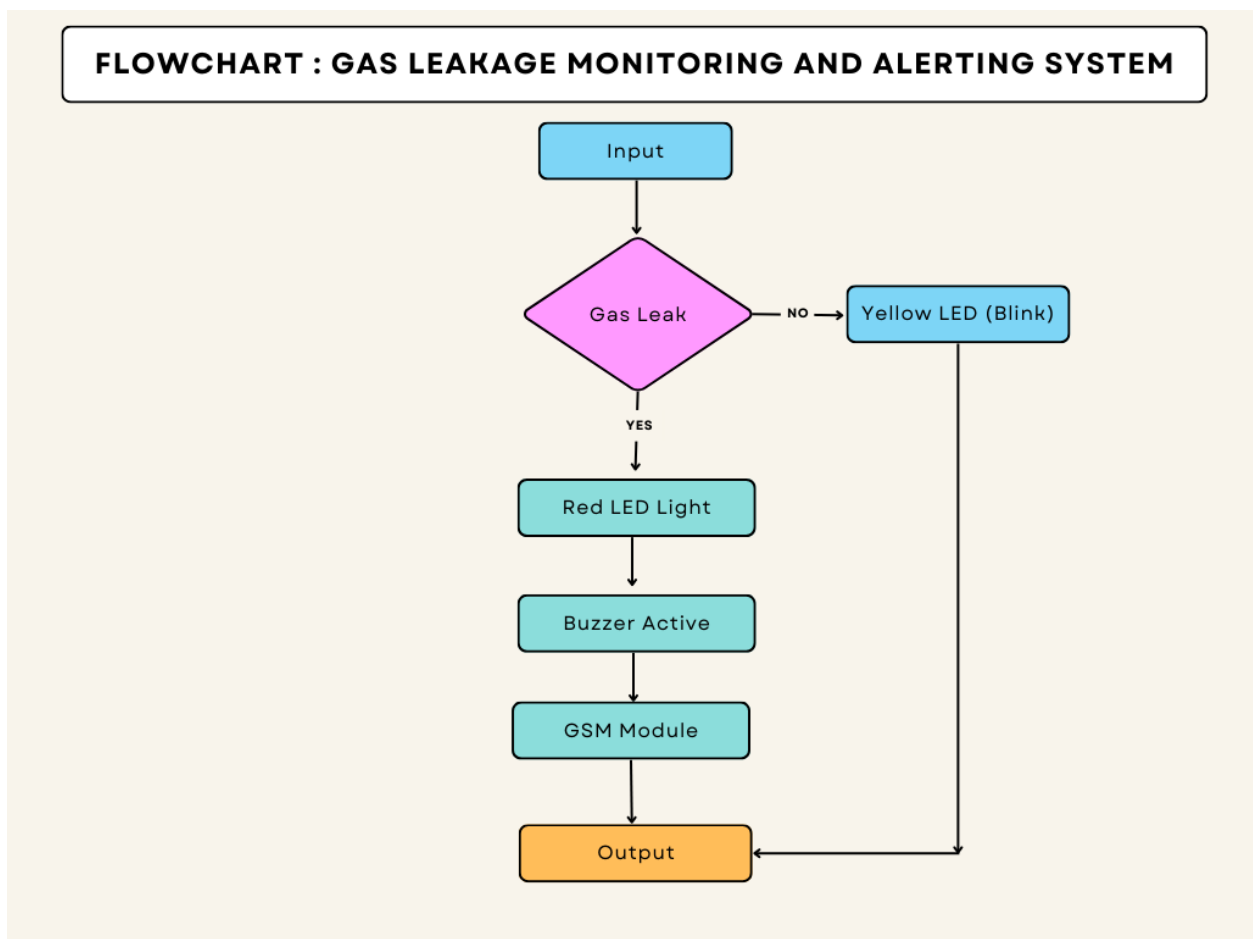 FLOWCHART : GAS LEAKAGE MONITORING AND ALERTING SYSTEM
Input
Gas Leak
NO
Yellow LED (Blink)
YES
Red LED Light
Buzzer Active
GSM Module
Output